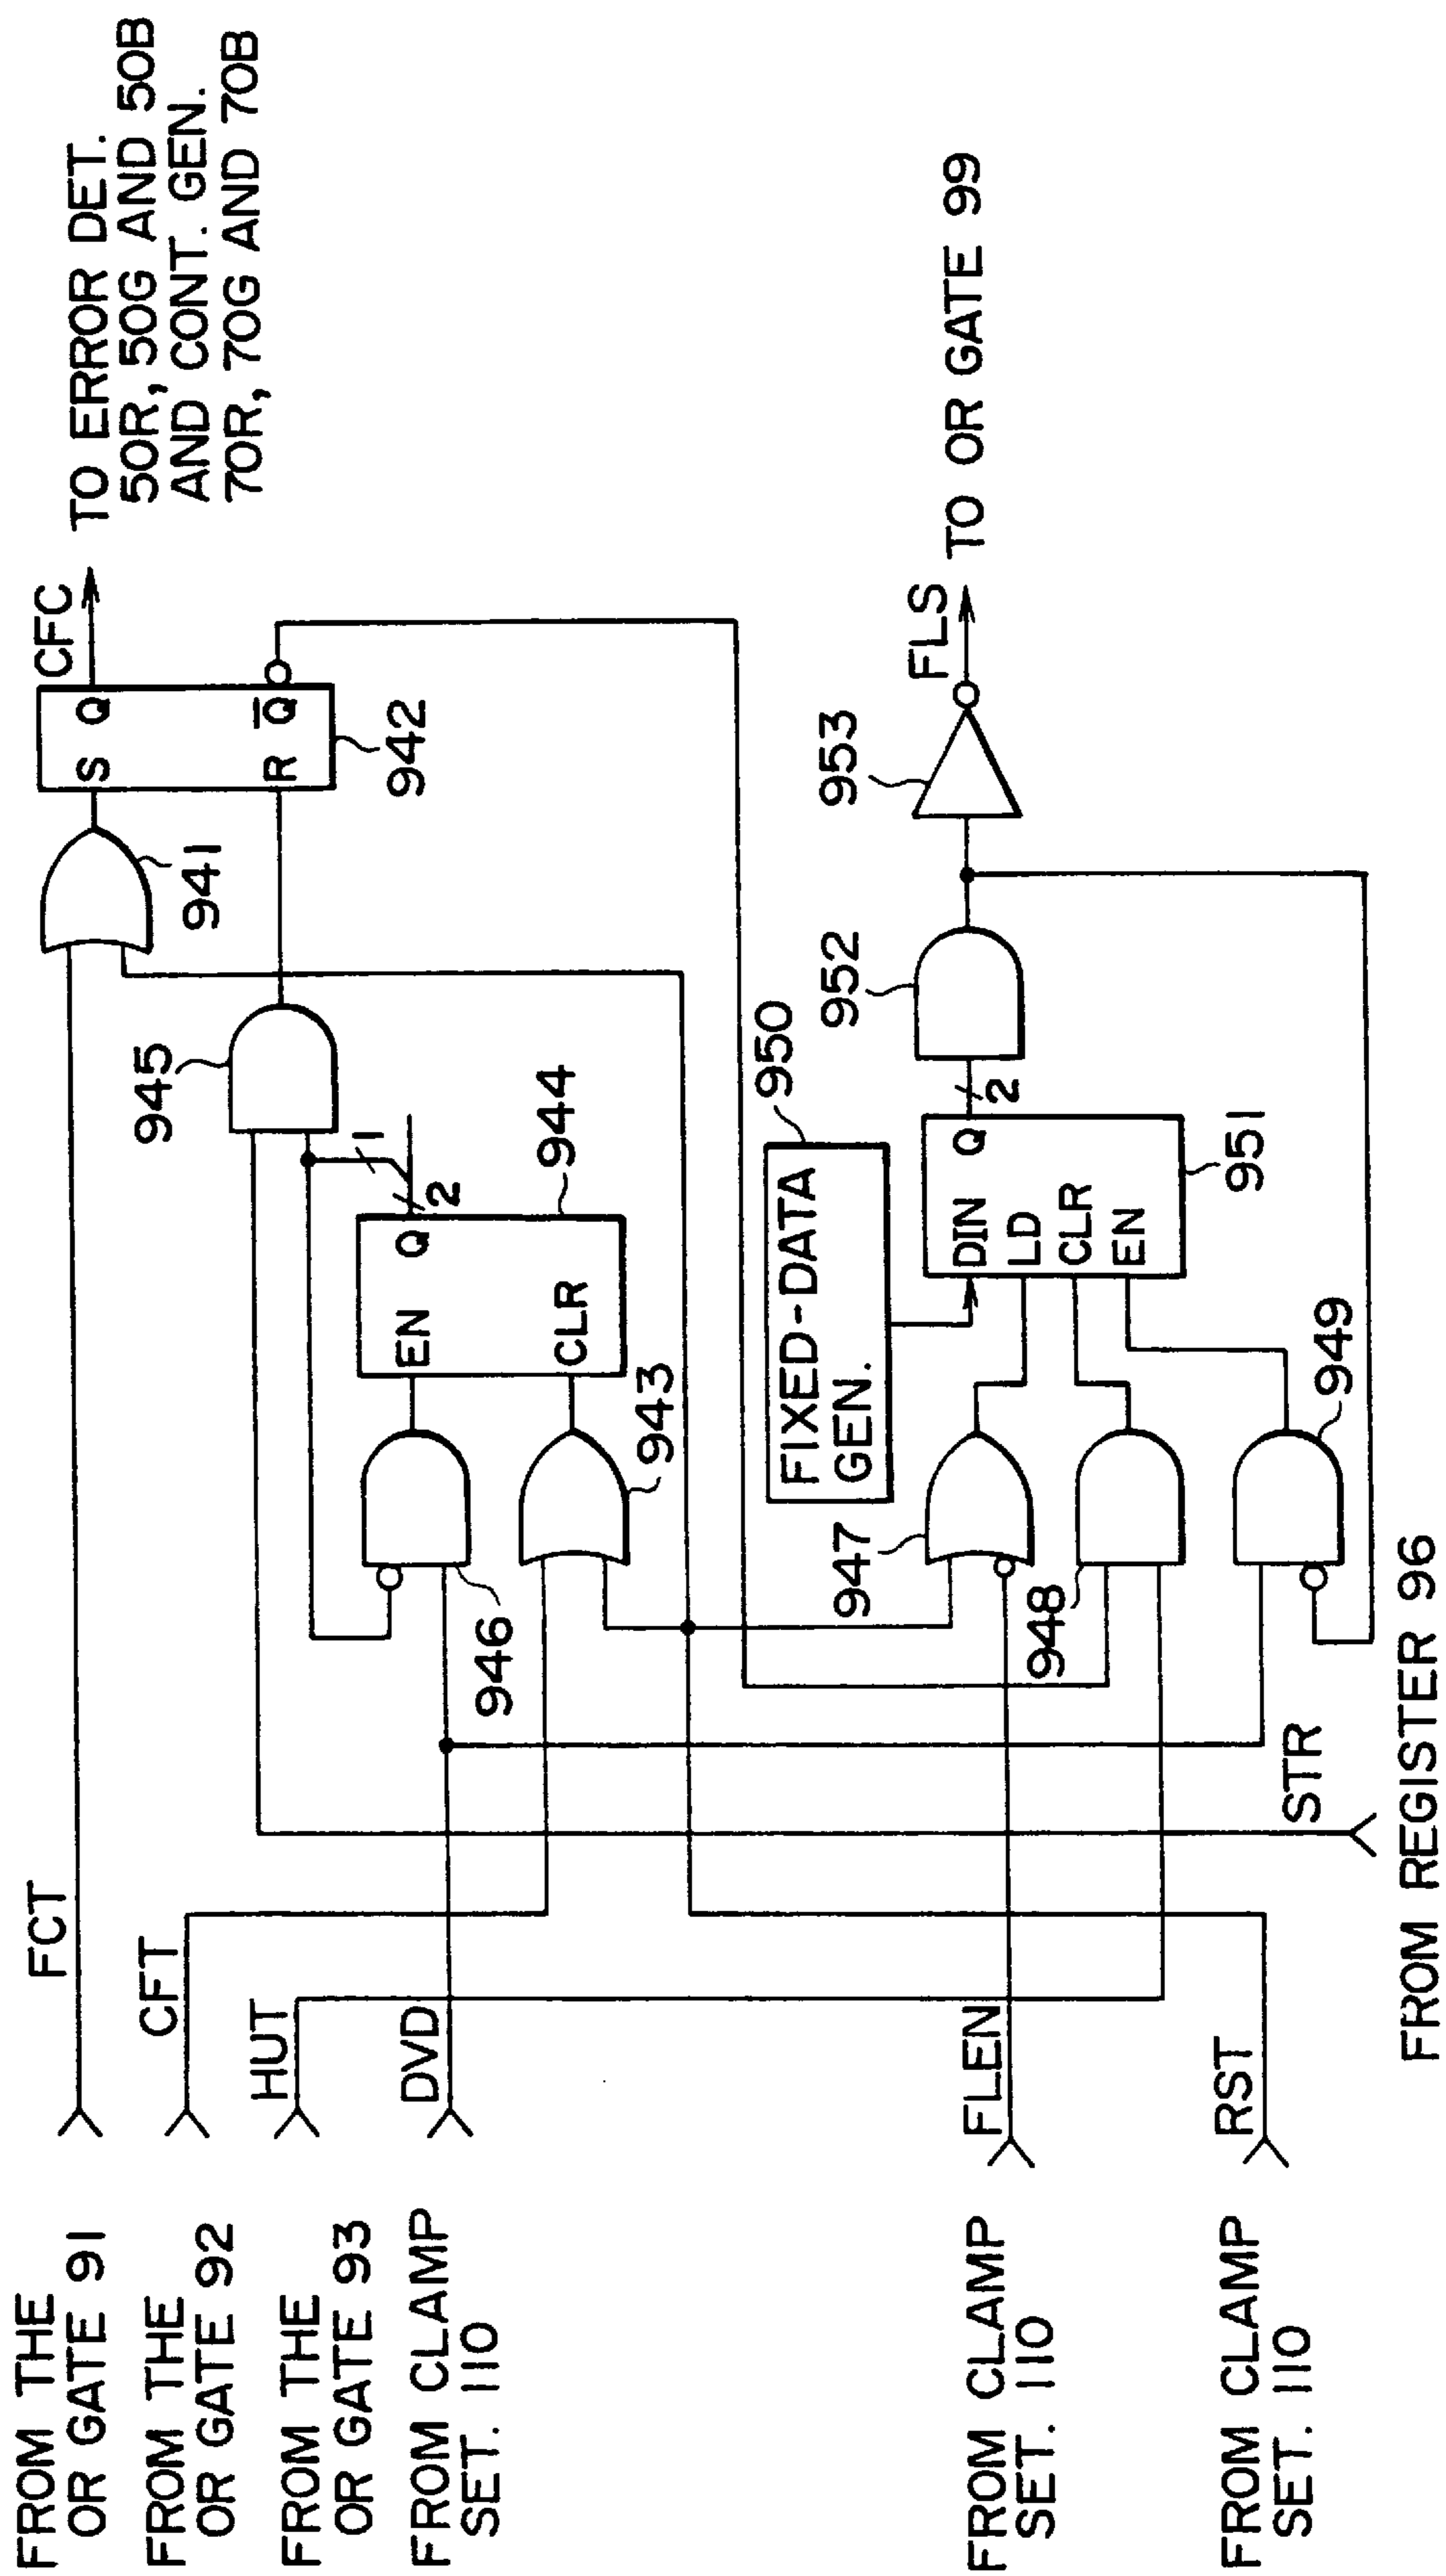 FROM THE
OR GATE 91
FCT
FROM THE
OR GATE 92
CFT
FROM THE
OR GATE 93
HUT
FROM CLAMP
SET. 110
DVD
FROM CLAMP
SET. 110
FLEN
FROM CLAMP
SET. 110
RST
STR
FROM REGISTER 96
941
S Q
R Q
942
CFC
TO ERROR DET.
50R, 50G AND 50B
AND CONT. GEN.
70R, 70G AND 70B
945
946
943
EN Q
CLR
944
1
2
FIXED-DATA
GEN.
950
947
948
949
DIN Q
LD
CLR
EN
951
2
952
953
FLS
TO OR GATE 99